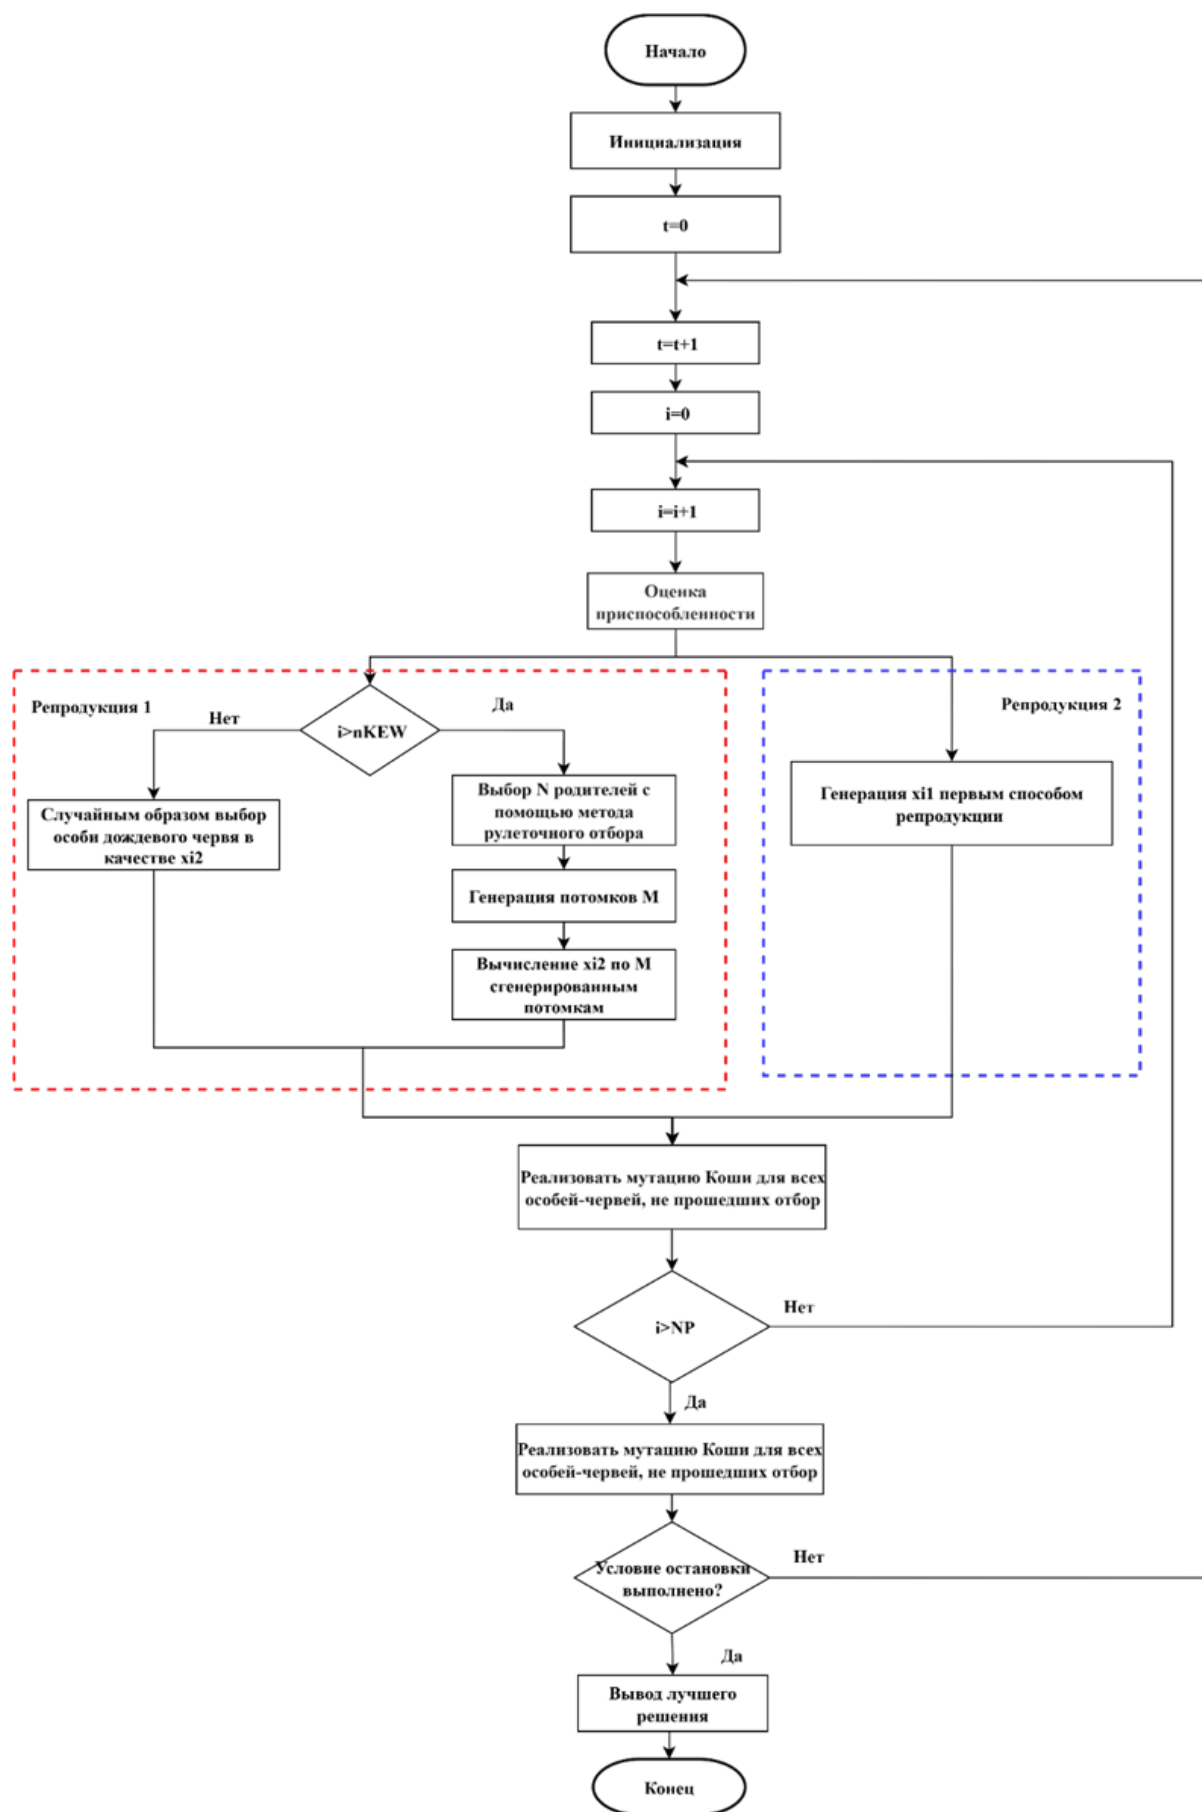 Начало
Инициализация
t=0
t=t+1
i=0
i=i+1
Оценка
приспособленности
Репродукция 1
Нет
i>nKEW
Да
Случайным образом выбор
особи дождевого червя в
качестве xi2
Выбор N родителей с
помощью метода
рулеточного отбора
Генерация потомков M
Вычисление xi2 по M
сгенерированным
потомкам
Репродукция 2
Генерация xi1 первым способом
репродукции
Реализовать мутацию Коши для всех
особей-червей, не прошедших отбор
i>NP
Нет
Да
Реализовать мутацию Коши для всех
особей-червей, не прошедших отбор
Условие остановки
выполнено?
Нет
Да
Вывод лучшего
решения
Конец